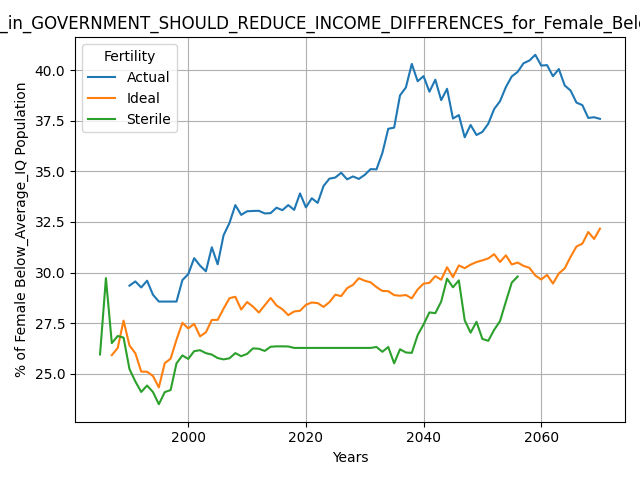 _in_GOVERNMENT_SHOULD_REDUCE_INCOME_DIFFERENCES_for_Female_Belo
Fertility
Actual
Ideal
Sterile
% of Female Below_Average_IQ Population
40.0
37.5
35.0
32.5
30.0
27.5
25.0
2000
2020
2040
2060
Years